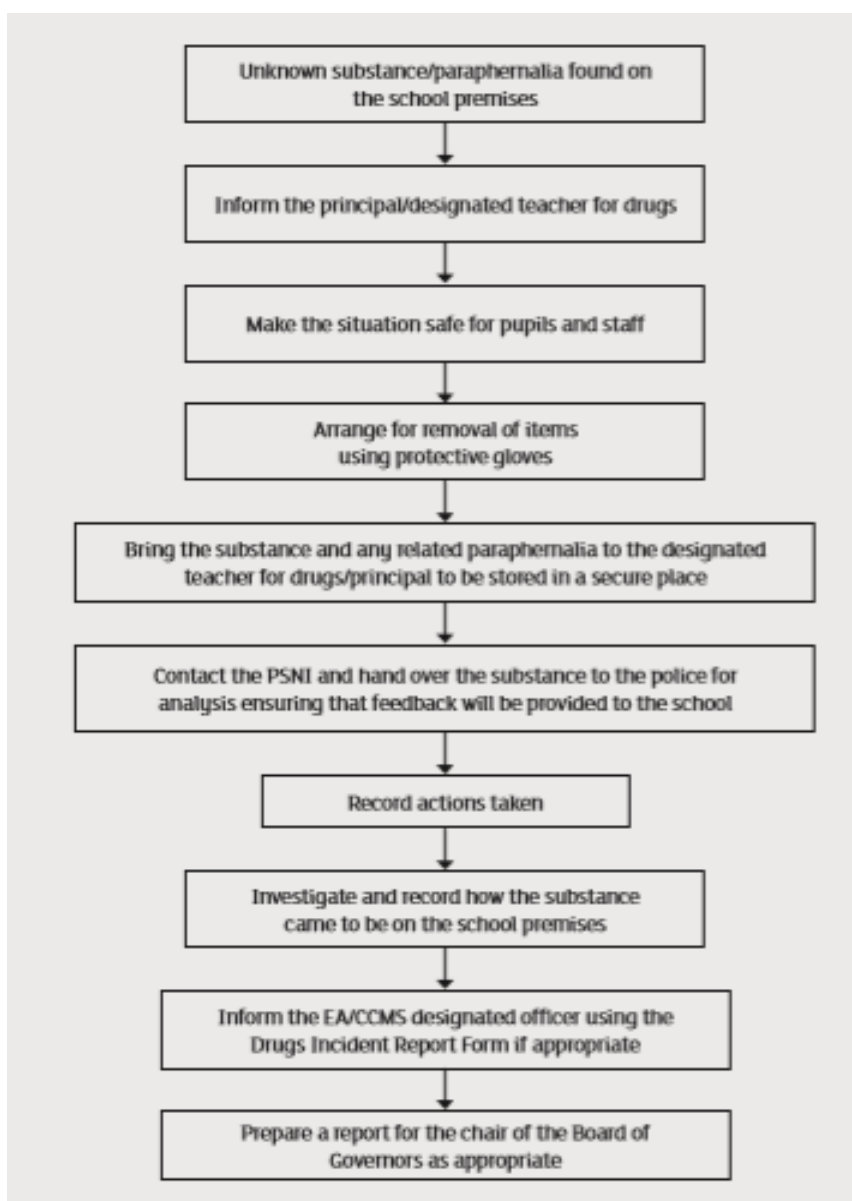 Unknown substance/paraphernalia found on
the school premises
Inform the principal/designated teacher for drugs
Make the situation safe for pupils and staff
Arrange for removal of items
using protective gloves
Bring the substance and any related paraphernalia to the designated
teacher for drugs/principal to be stored in a secure place
Contact the PSNI and hand over the substance to the police for
analysis ensuring that feedback will be provided to the school
Record actions taken
Investigate and record how the substance
came to be on the school premises
Inform the EA/CCMS designated officer using the
Drugs Incident Report Form if appropriate
Prepare a report for the chair of the Board of
Governors as appropriate